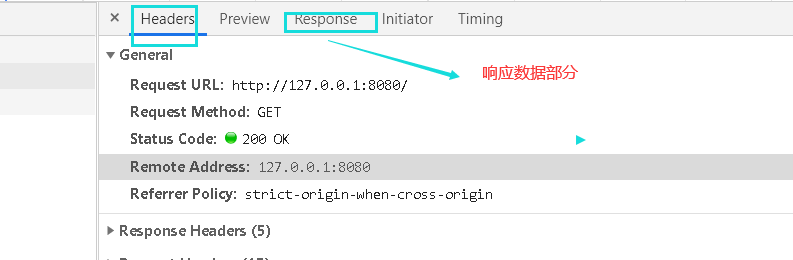 × Headers Preview Response Initiator Timing
▼ General
响应数据部分
Request URL: http://127.0.0.1:8080/
Request Method: GET
Status Code: 200 OK
Remote Address: 127.0.0.1:8080
Referrer Policy: strict-origin-when-cross-origin
▶ Response Headers (5)